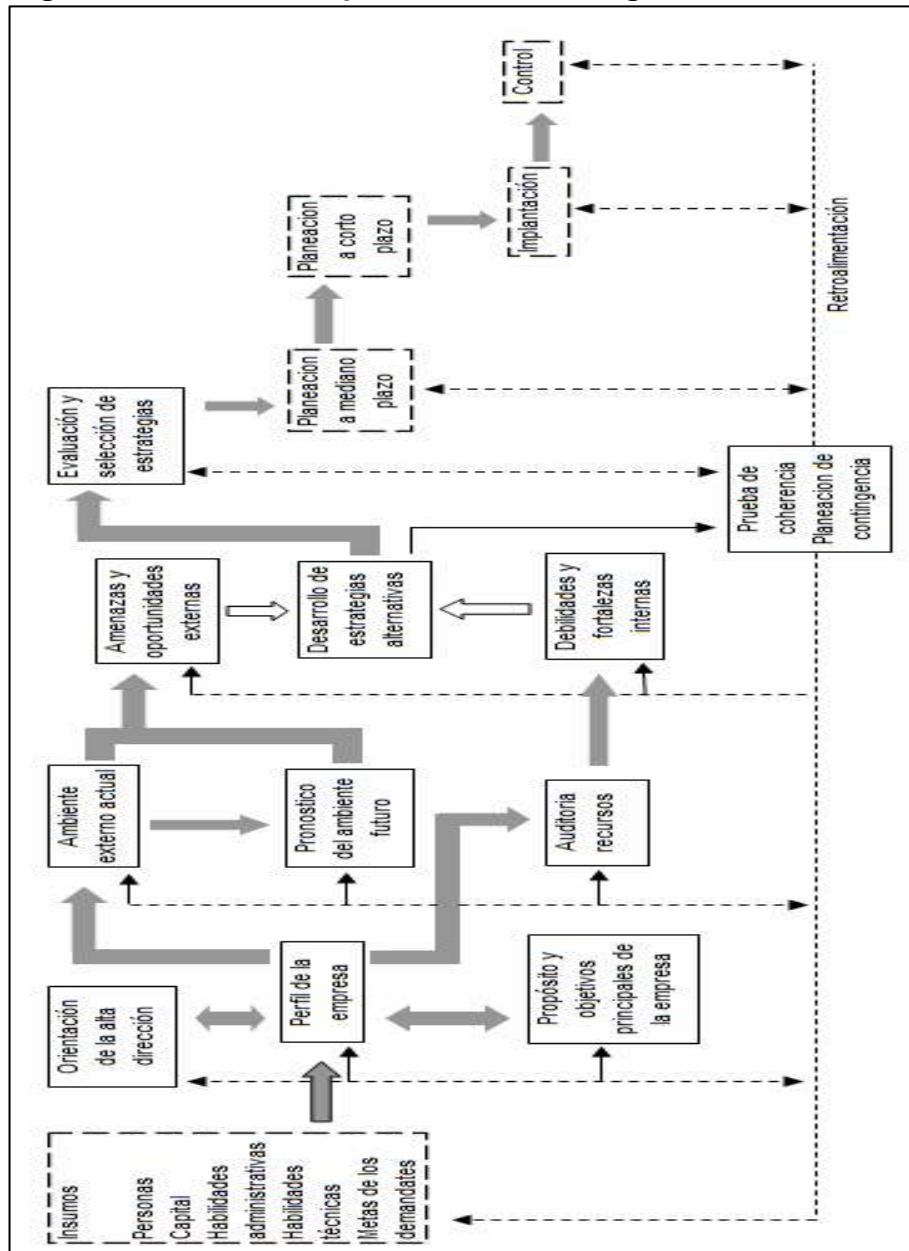 Insumos
Personas
Capital
Habilidades
administrativas
Habilidades
técnicas
Metas de los
demandates
Orientación
de la alta
dirección
Perfil de la
empresa
Propósito y
objetivos
principales de
la empresa
Ambiente
externo actual
Pronostico
del ambiente
futuro
Auditoria
recursos
Amenazas y
oportunidades
externas
Desarrollo de
estrategias
alternativas
Debilidades y
fortalezas
internas
Evaluación y
selección de
estrategias
Prueba de
coherencia
Planeacion de
contingencia
Planeacion
a mediano
plazo
Planeacion
a corto
plazo
Implantación
Control
Retroalimentación